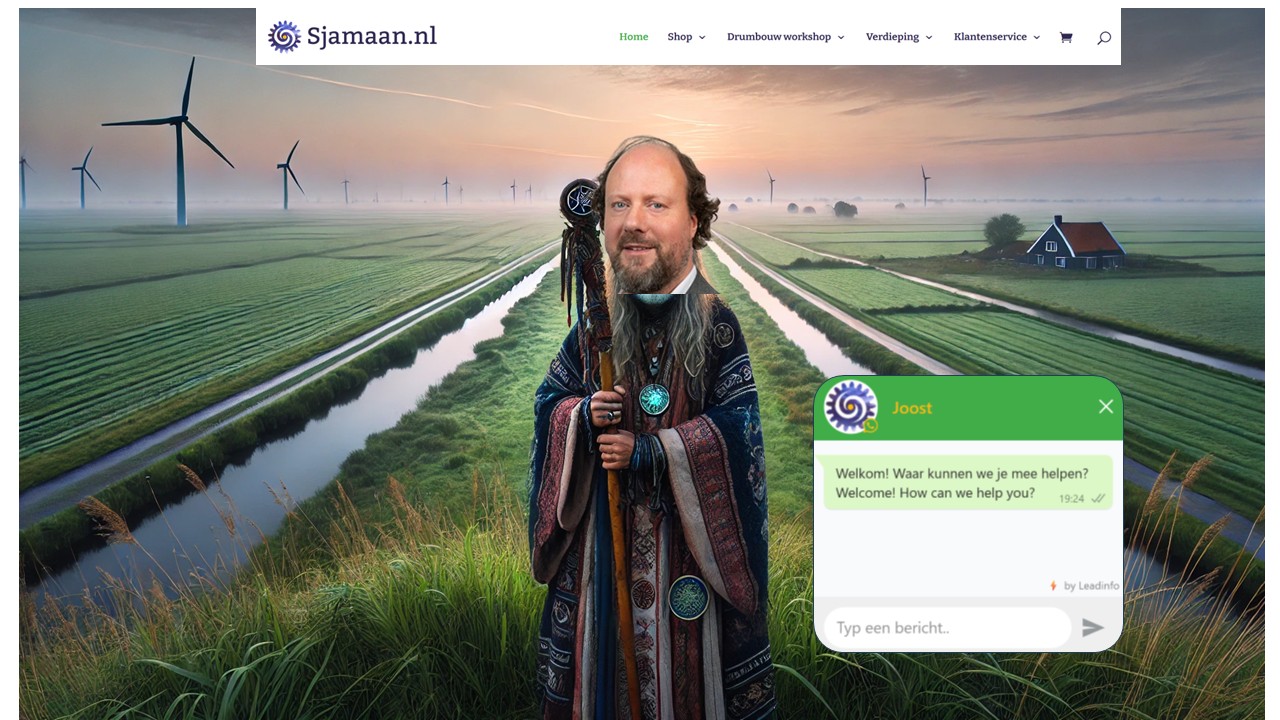 Sjamaan.nl
Home Shop Drumbouw workshop Verdieping Klantenservice
Joost
Welkom! Waar kunnen we je mee helpen?
Welcome! How can we help you?
19:24
by Leadinfo
Typ een bericht..